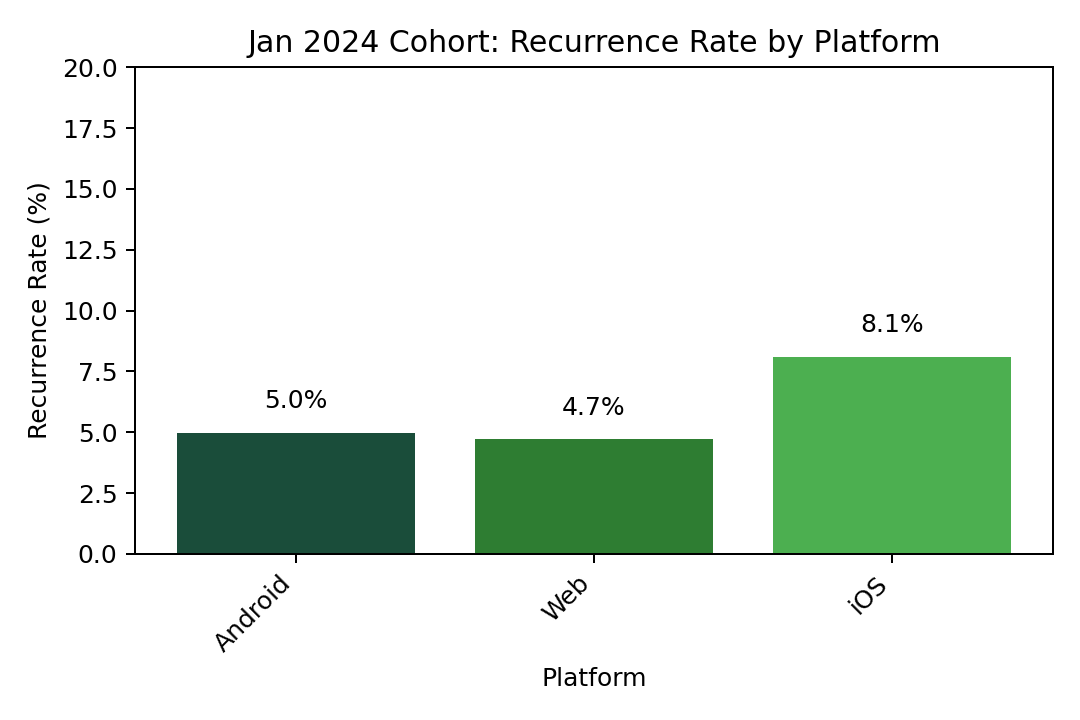 Jan 2024 Cohort: Recurrence Rate by Platform
Recurrence Rate (%)
20.0
17.5
15.0
12.5
10.0
7.5
5.0
2.5
0.0
5.0%
4.7%
8.1%
Android
Web
iOS
Platform